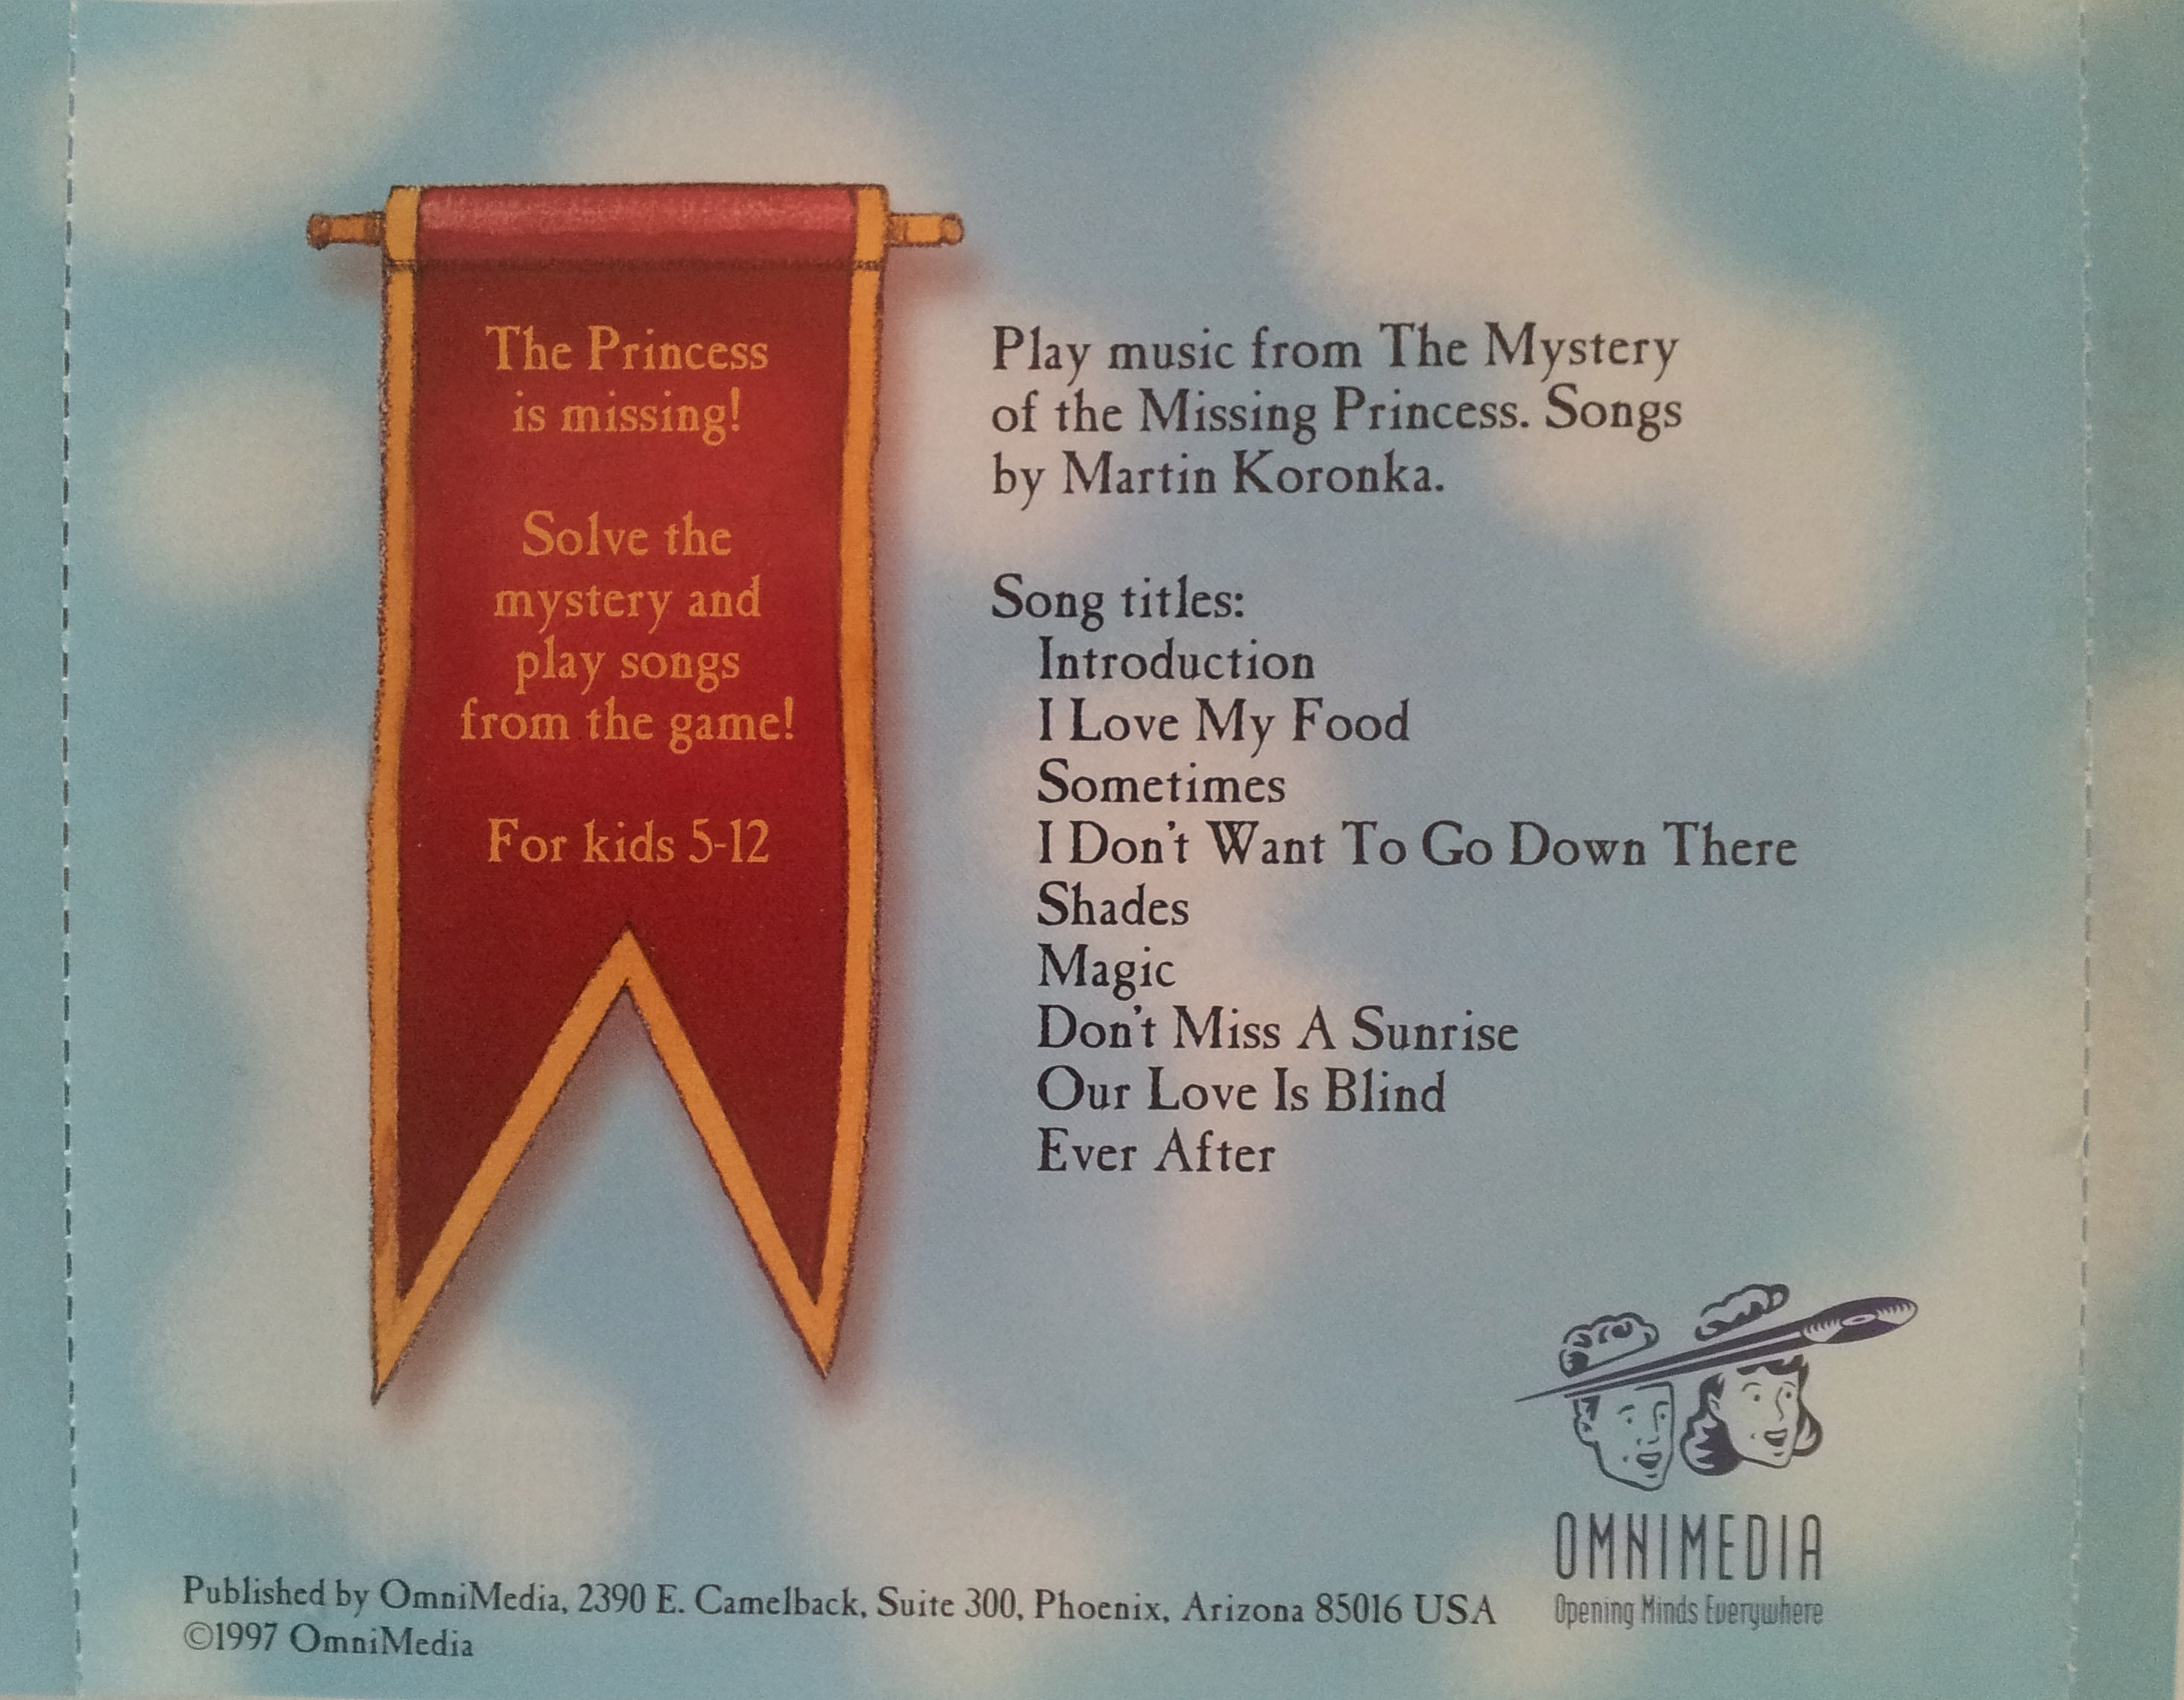 The Princess
is missing!
Solve the
mystery and
play songs
from the game!
For kids 5-12
Play music from The Mystery
of the Missing Princess. Songs
by Martin Koronka.
Song titles:
Introduction
I Love My Food
Sometimes
I Don't Want To Go Down There
Shades
Magic
Don't Miss A Sunrise
Our Love Is Blind
Ever After
OMNIMEDIA
Opening Minds Everywhere
Published by OmniMedia, 2390 E. Camelback, Suite 300, Phoenix, Arizona 85016 USA
©1997 OmniMedia